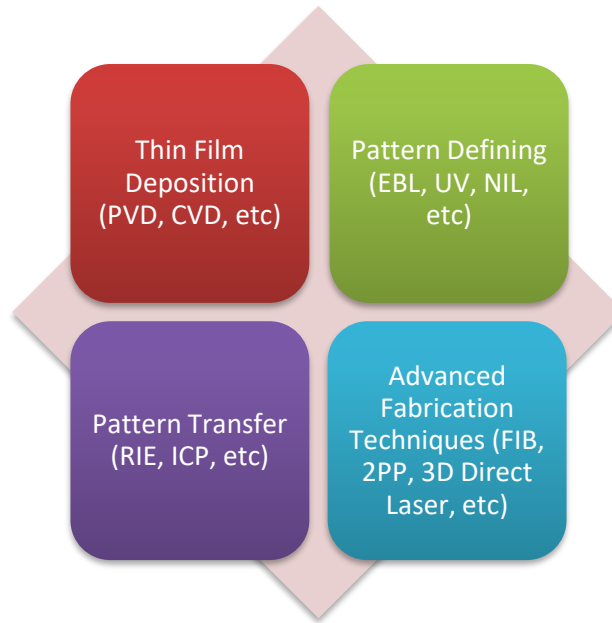 Thin Film
Deposition
(PVD, CVD, etc)
Pattern Defining
(EBL, UV, NIL,
etc)
Pattern Transfer
(RIE, ICP, etc)
Advanced
Fabrication
Techniques (FIB,
2PP, 3D Direct
Laser, etc)